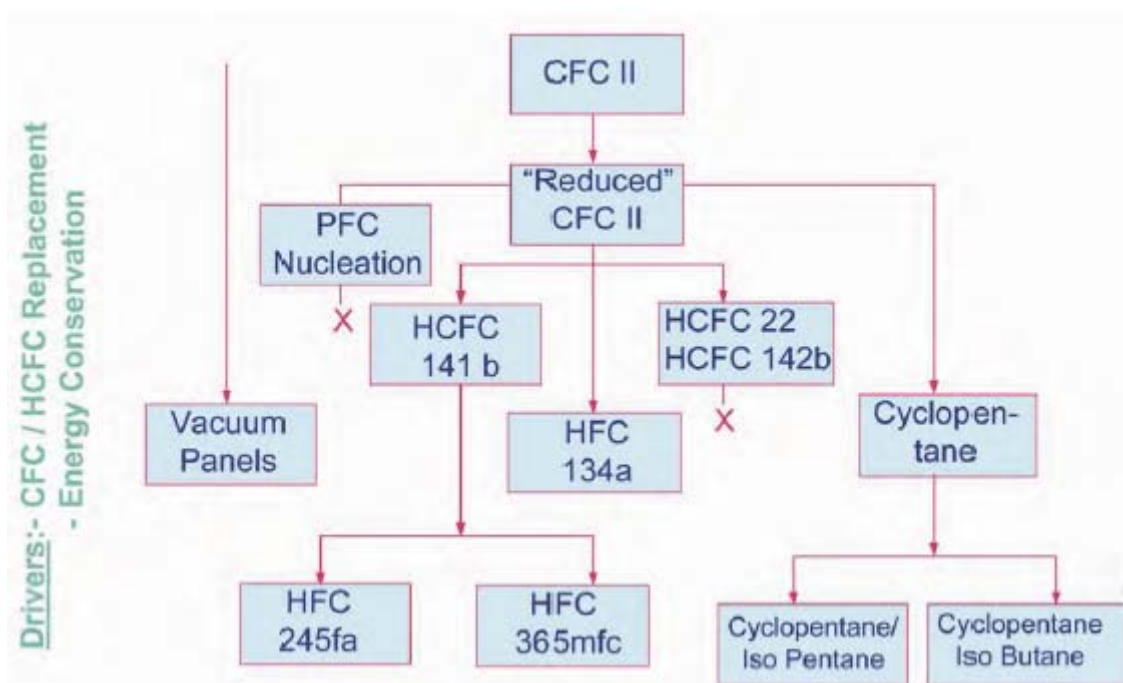 CFC II
"Reduced"
CFC II
PFC
Nucleation
X
HCFC
141 b
HCFC 22
HCFC 142b
X
Vacuum
Panels
HFC
134a
Cyclopen-
tane
HFC
245fa
HFC
365mfc
Cyclopentane/
Iso Pentane
Cyclopentane
Iso Butane
Drivers:- CFC / HCFC Replacement
- Energy Conservation